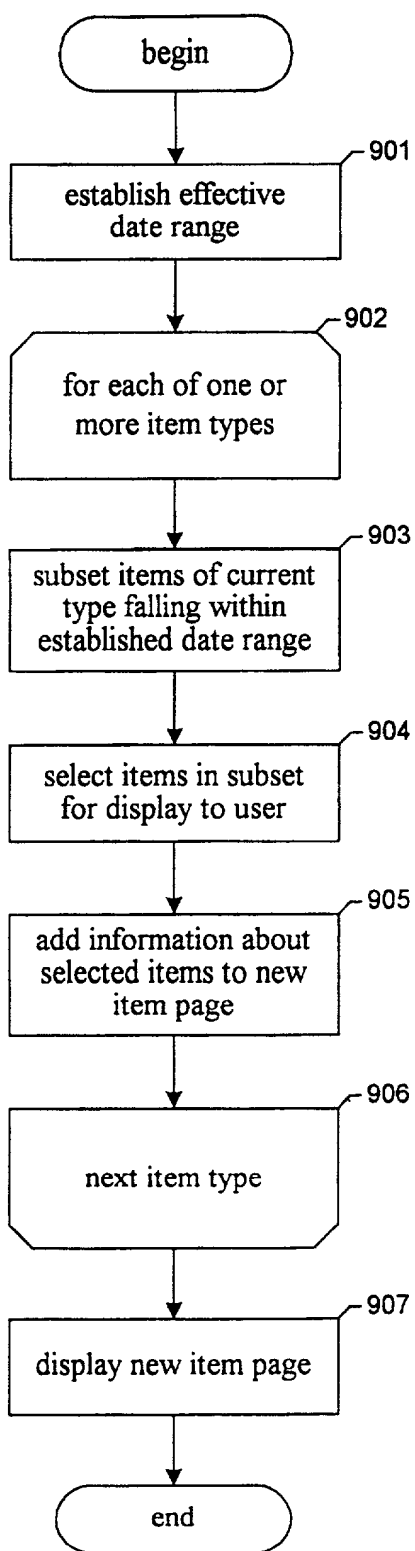 begin
901
establish effective
date range
902
for each of one or
more item types
903
subset items of current
type falling within
established date range
904
select items in subset
for display to user
905
add information about
selected items to new
item page
906
next item type
907
display new item page
end